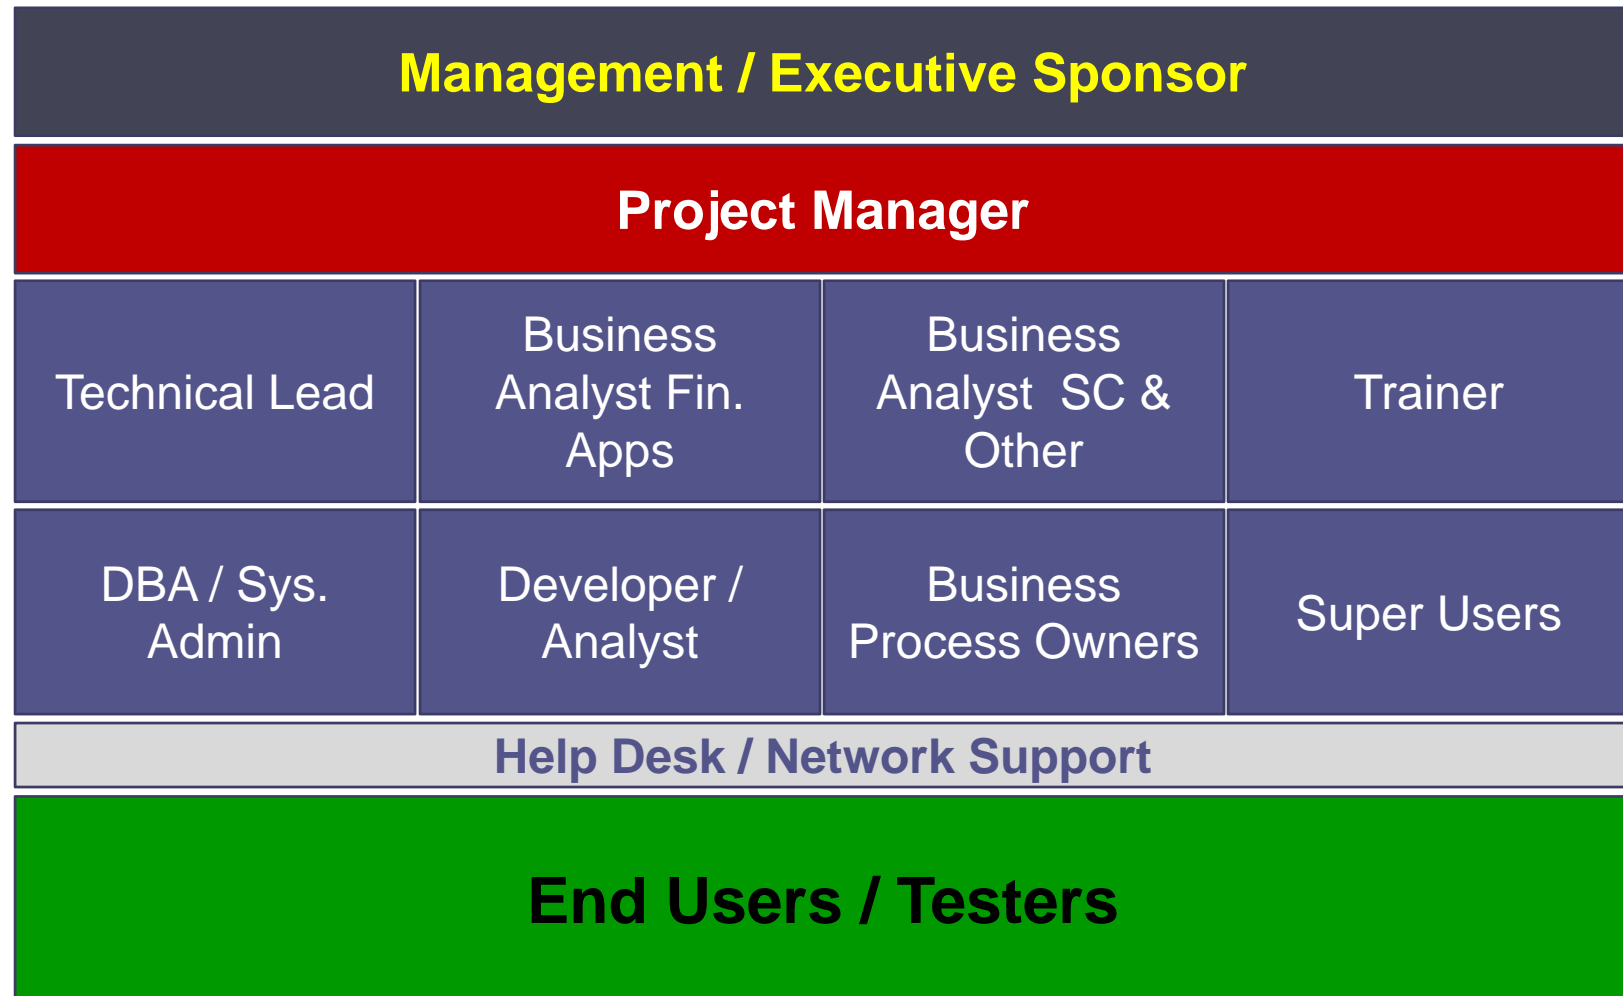 Management / Executive Sponsor
Project Manager
Technical Lead
Business
Analyst Fin.
Apps
Business
Analyst  SC &
Other
Trainer
DBA / Sys.
Admin
Developer /
Analyst
Business
Process Owners
Super Users
Help Desk / Network Support
End Users / Testers